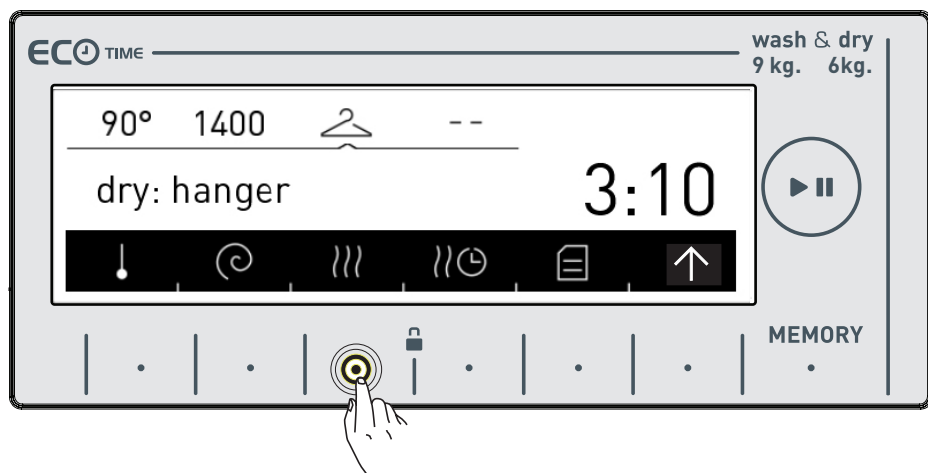 ECO TIME
wash & dry
9 kg. 6kg.
90° 1400 - -
dry: hanger 3:10
MEMORY